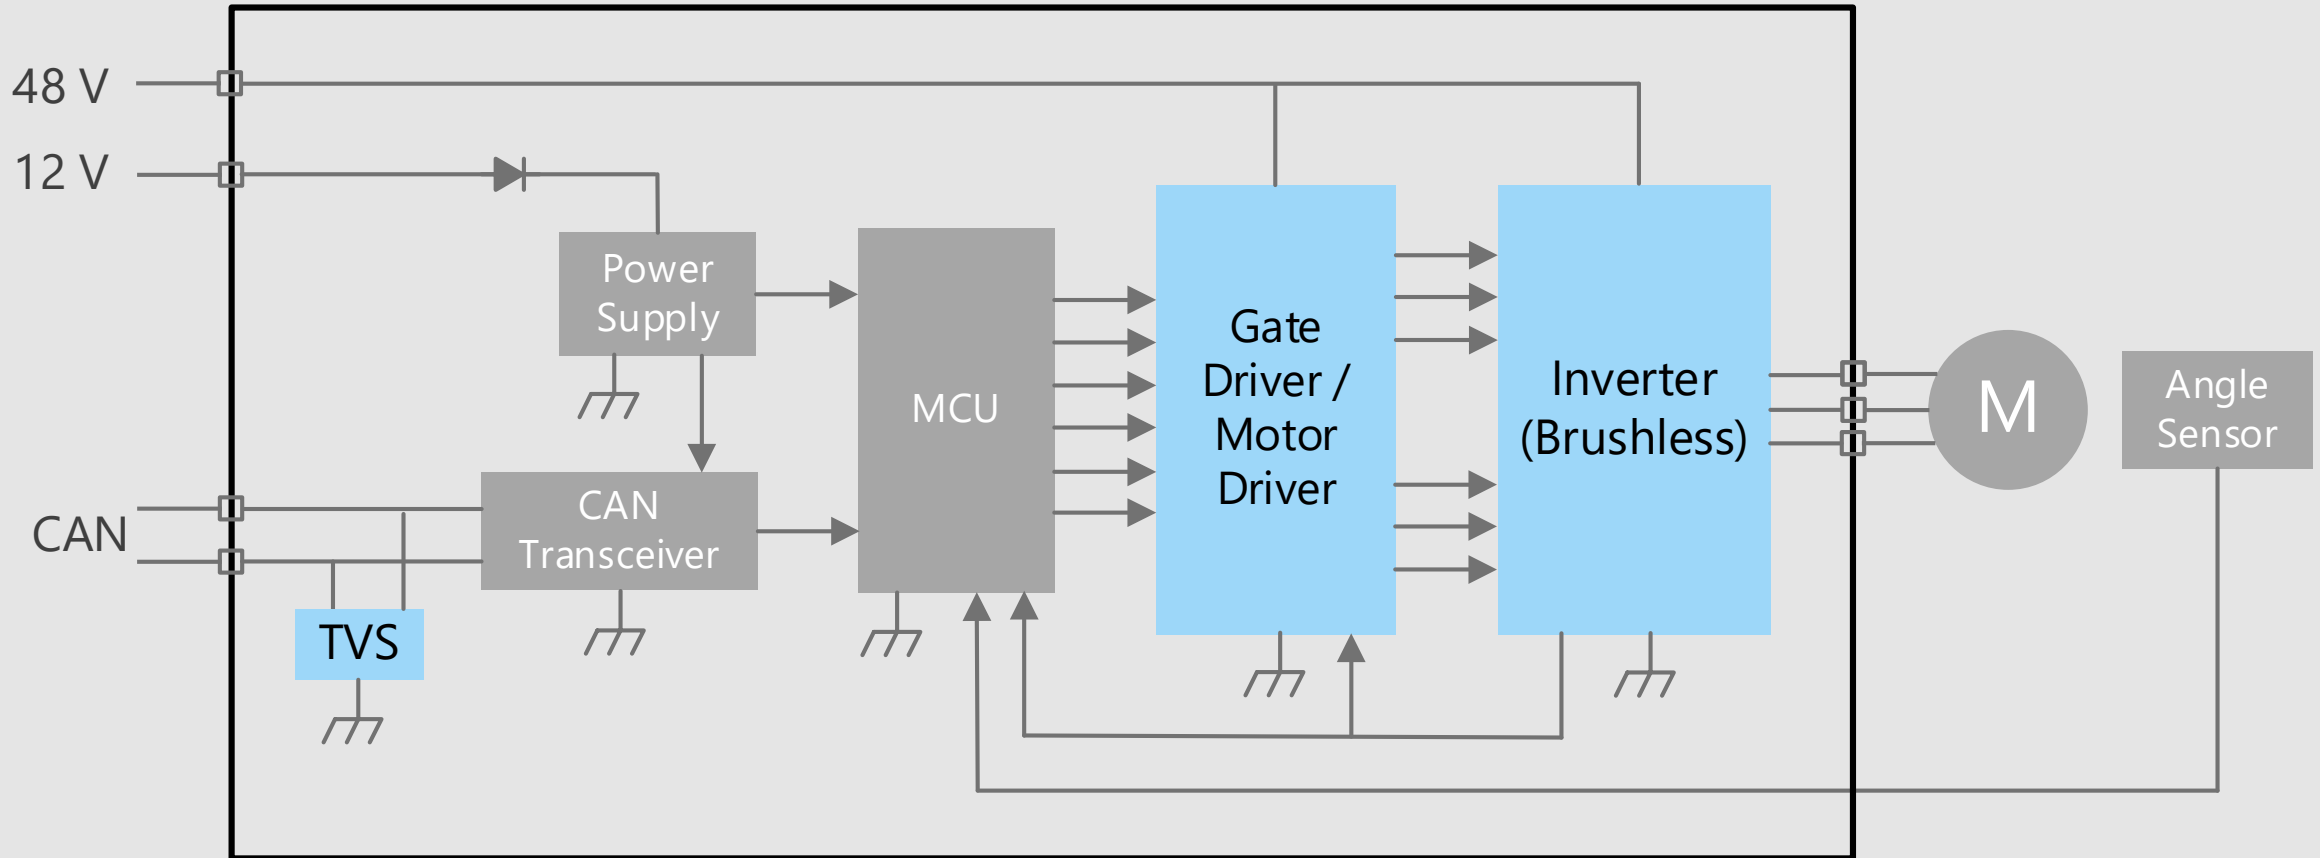 48 V
12 V
Power
Supply
MCU
Gate
Driver /
Motor
Driver
Inverter
(Brushless)
M
Angle
Sensor
CAN
CAN
Transceiver
TVS